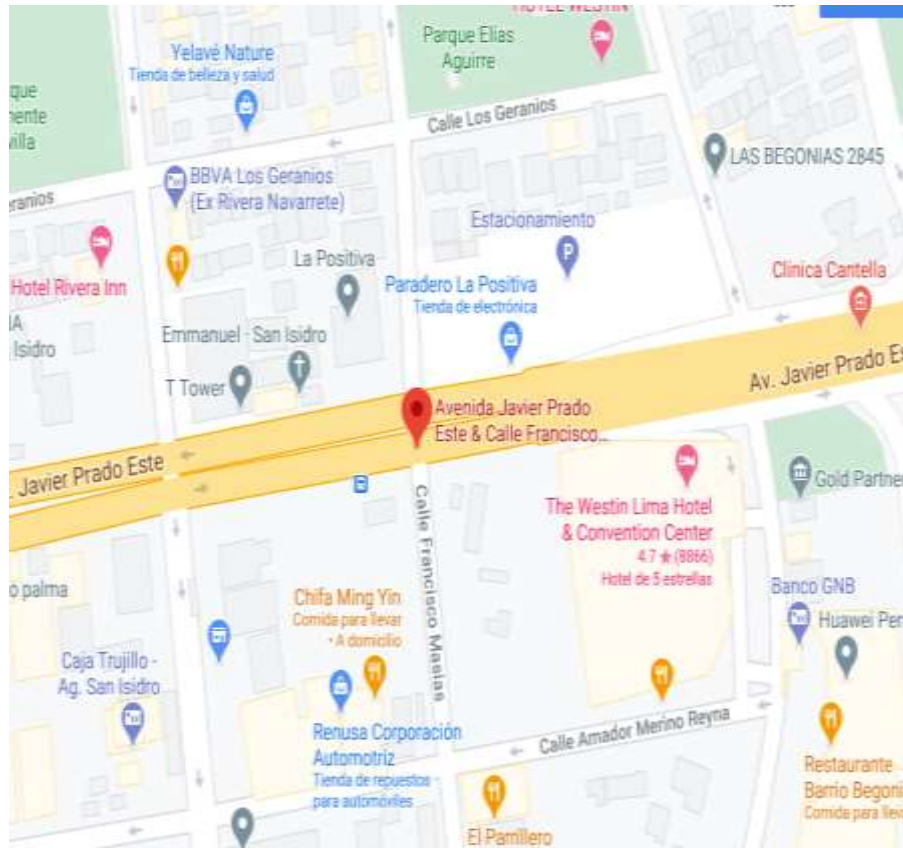 HOTEL WESTIN
Parque Elías
Aguirre
Yelavé Nature
Tienda de belleza y salud
que
nente
villa
Calle Los Geranios
LAS BEGONIAS 2845
BBVA Los Geranios
(Ex Rivera Navarrete)
eranios
Estacionamiento
P
La Positiva
Hotel Rivera Inn
Paradero La Positiva
Tienda de electrónica
Clinica Cantella
IA
Isidro
Emmanuel - San Isidro
T Tower
Av. Javier Prado Es
Avenida Javier Prado
Este & Calle Francisco...
. Javier Prado Este
Gold Partner
The Westin Lima Hotel
& Convention Center
4.7 ★ (8866)
Hotel de 5 estrellas
Calle Francisco Masias
o palma
Chifa Ming Yin
Comida para llevar
· A domicilio
Banco GNB
Huawei Per
Caja Trujillo -
Ag. San Isidro
Renusa Corporación
Automotriz
Tienda de repuestos
para automóviles
Calle Amador Merino Reyna
Restaurante
Barrio Begoni
Comida para llev
El Parrillero